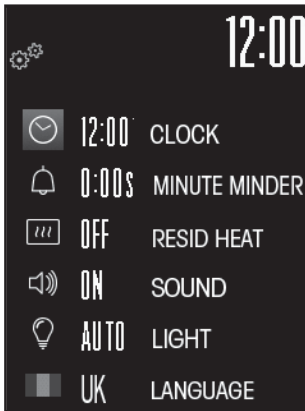 12:00
12:00 CLOCK
0:00s MINUTE MINDER
OFF RESID HEAT
ON SOUND
AUTO LIGHT
UK LANGUAGE